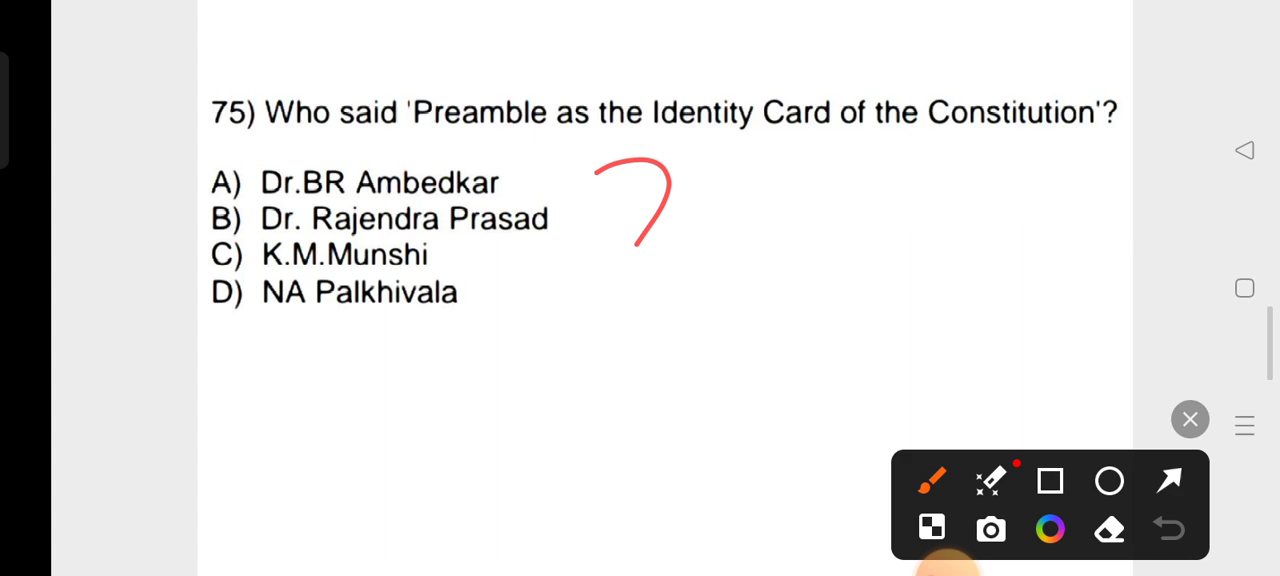 75) Who said 'Preamble as the Identity Card of the Constitution'?
A) Dr.BR Ambedkar
B) Dr. Rajendra Prasad
C) K.M.Munshi
D) NA Palkhivala